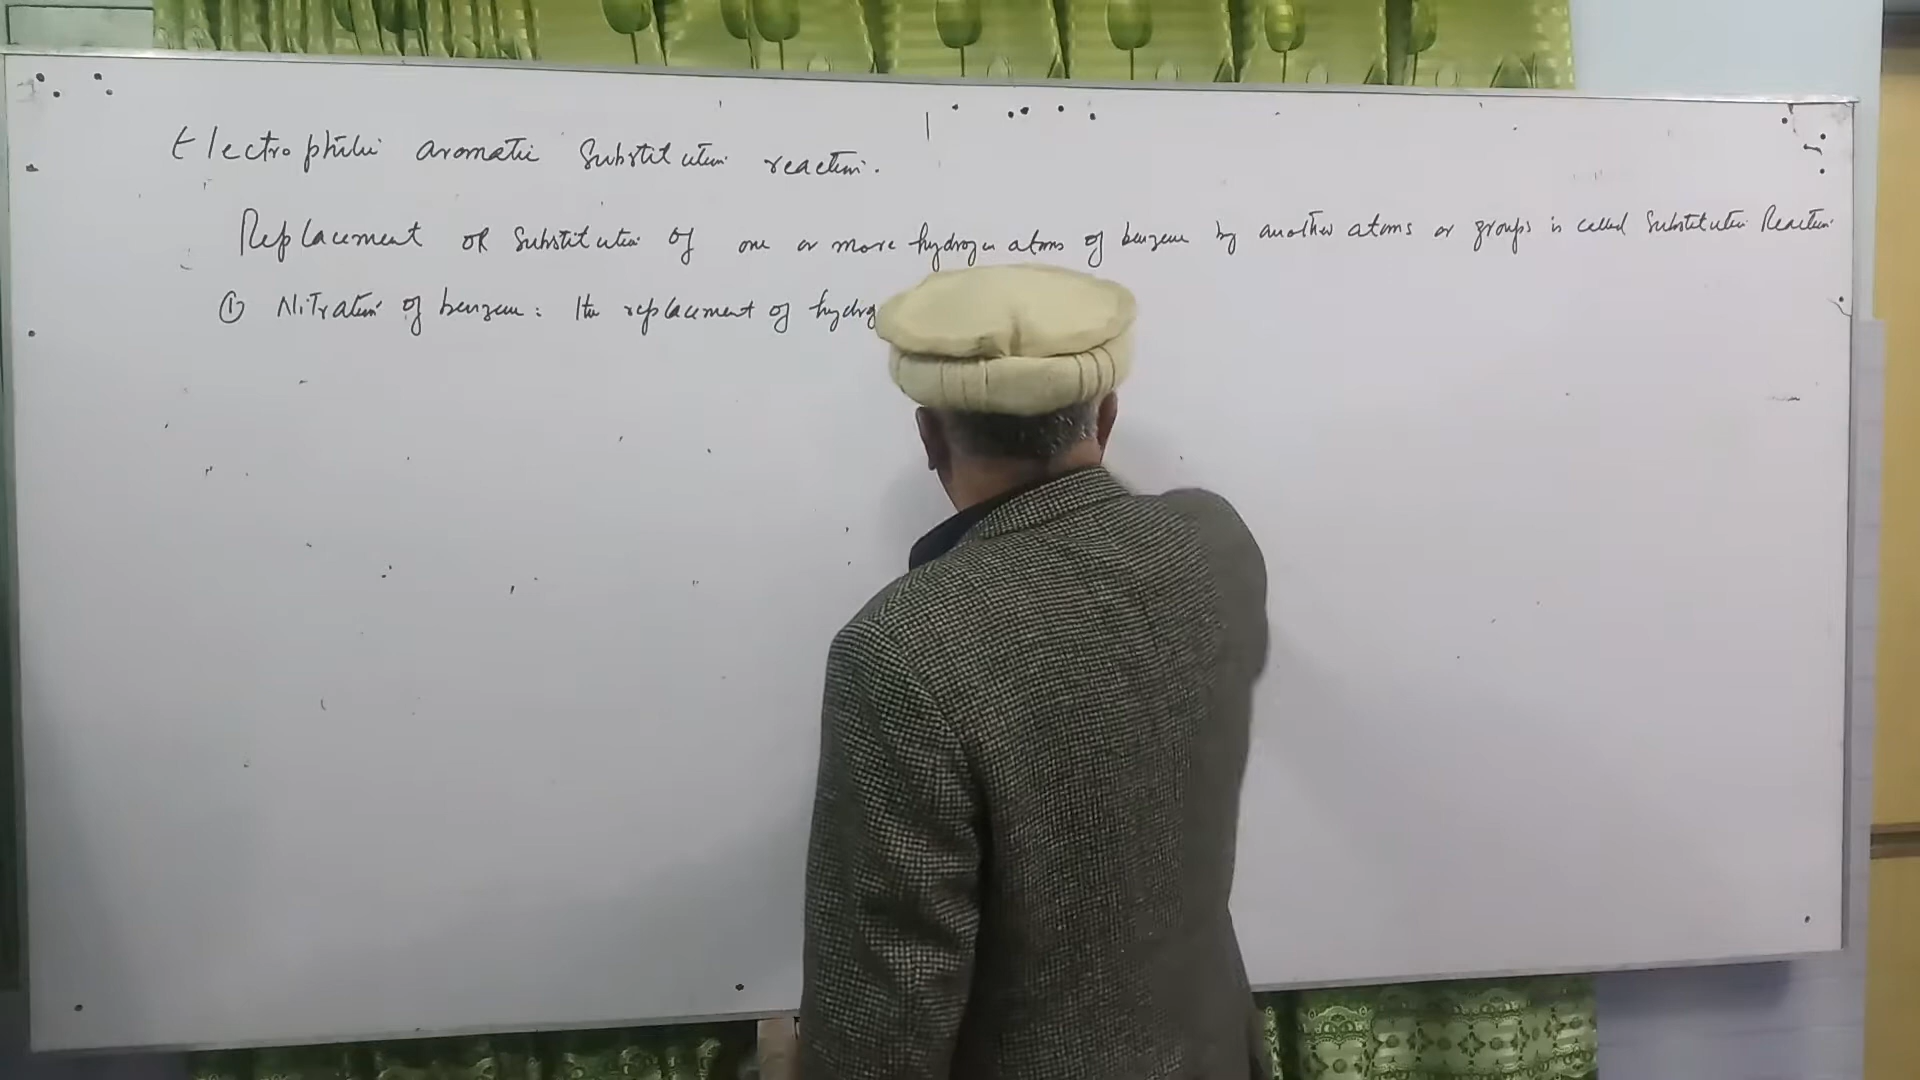 Electrophilic aromatic Substitution reaction.
Replacement OR Substitution of one or more hydrogen atoms of benzene by another atoms or groups is called Substitution Reaction
① Nitration of benzene: The replacement of hydrog